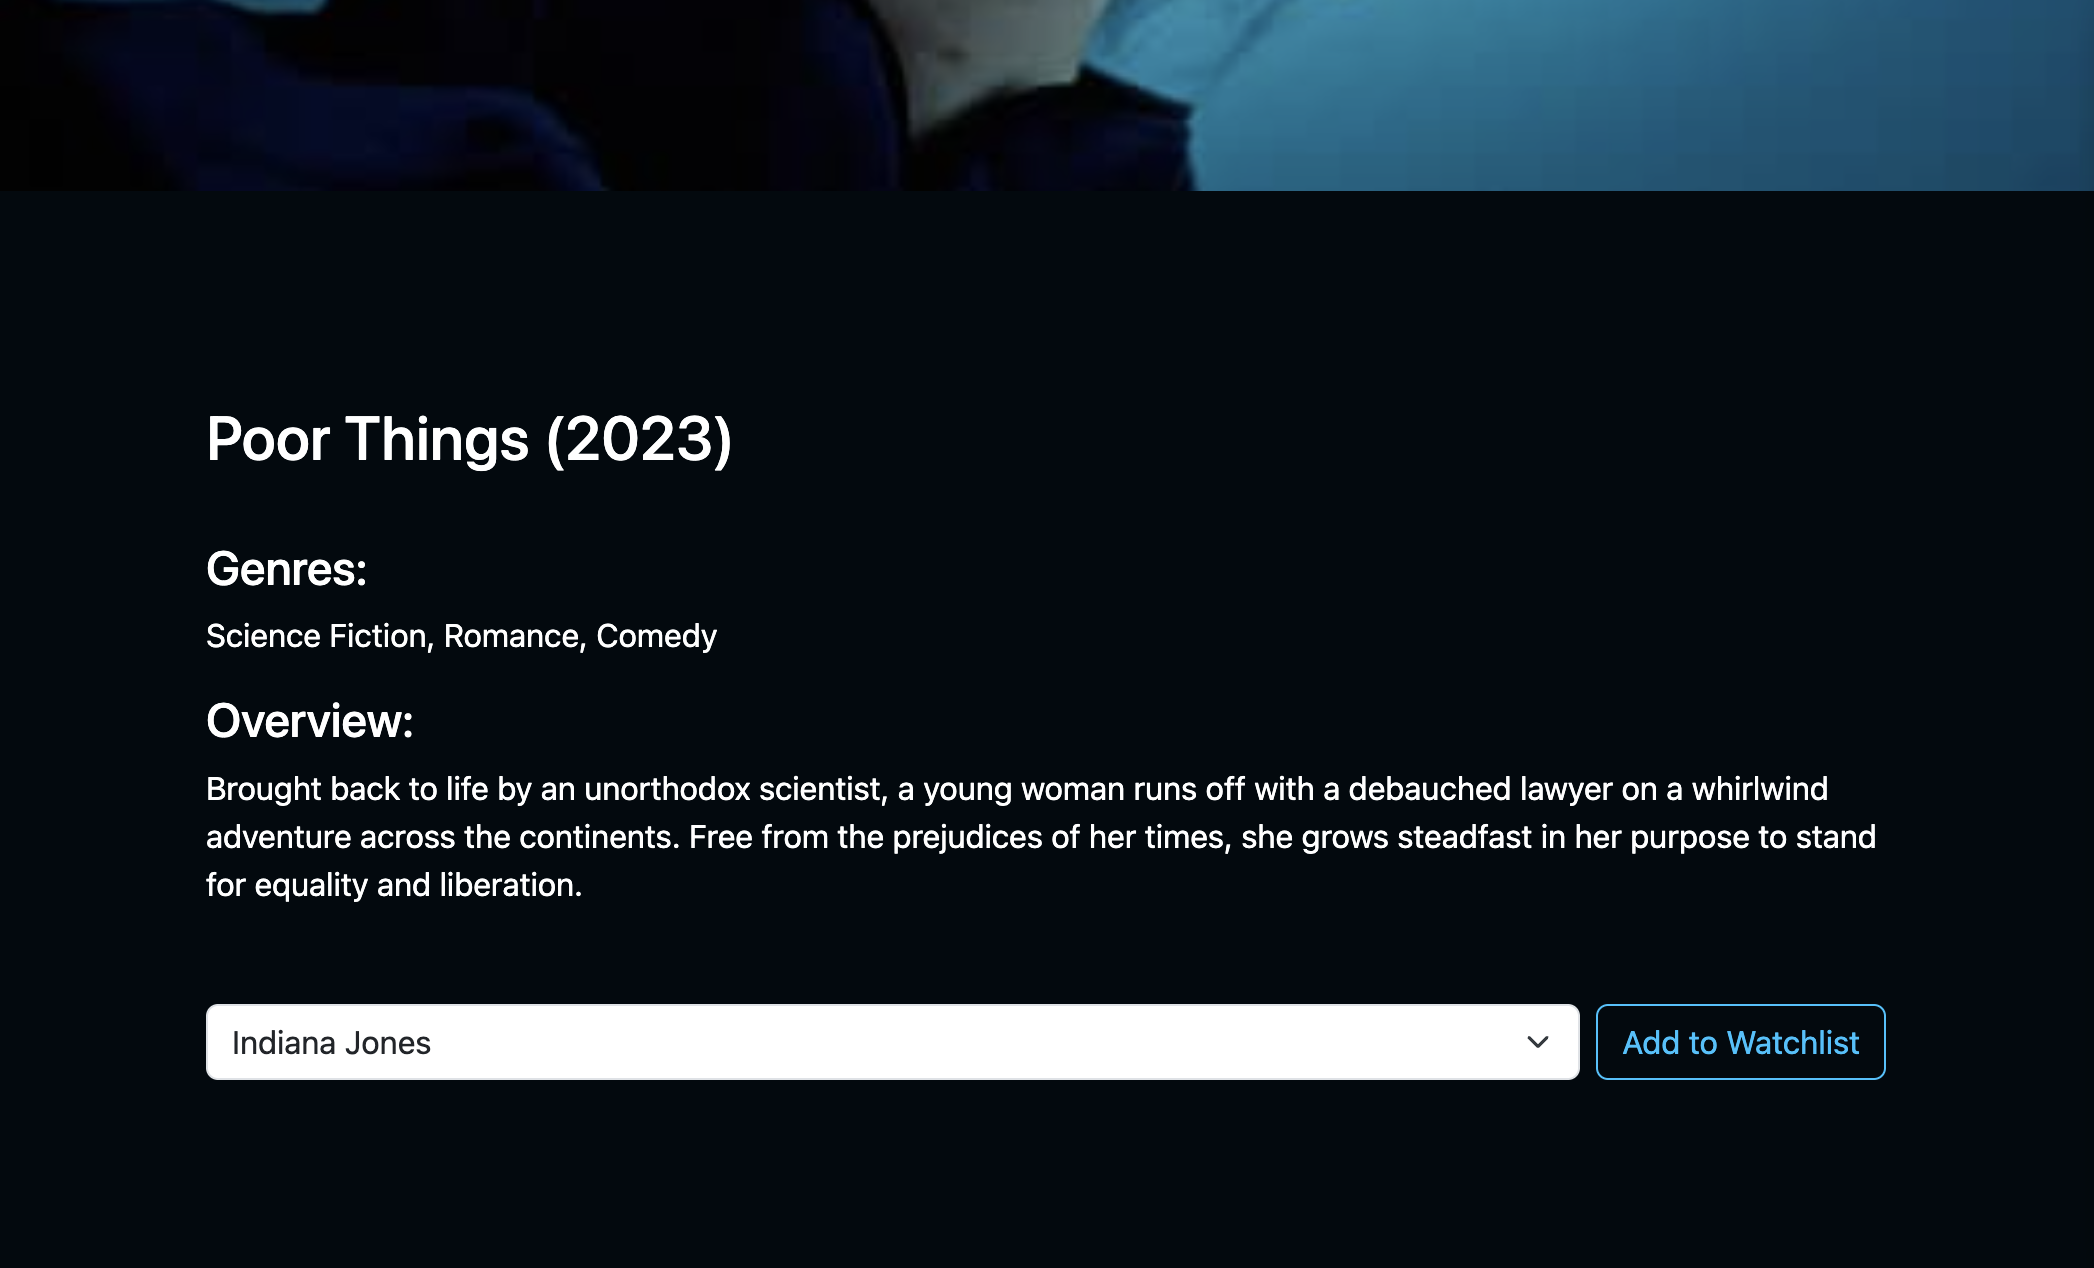 Poor Things (2023)
Genres:
Science Fiction, Romance, Comedy
Overview:
Brought back to life by an unorthodox scientist, a young woman runs off with a debauched lawyer on a whirlwind
adventure across the continents. Free from the prejudices of her times, she grows steadfast in her purpose to stand
for equality and liberation.
Indiana Jones
Add to Watchlist